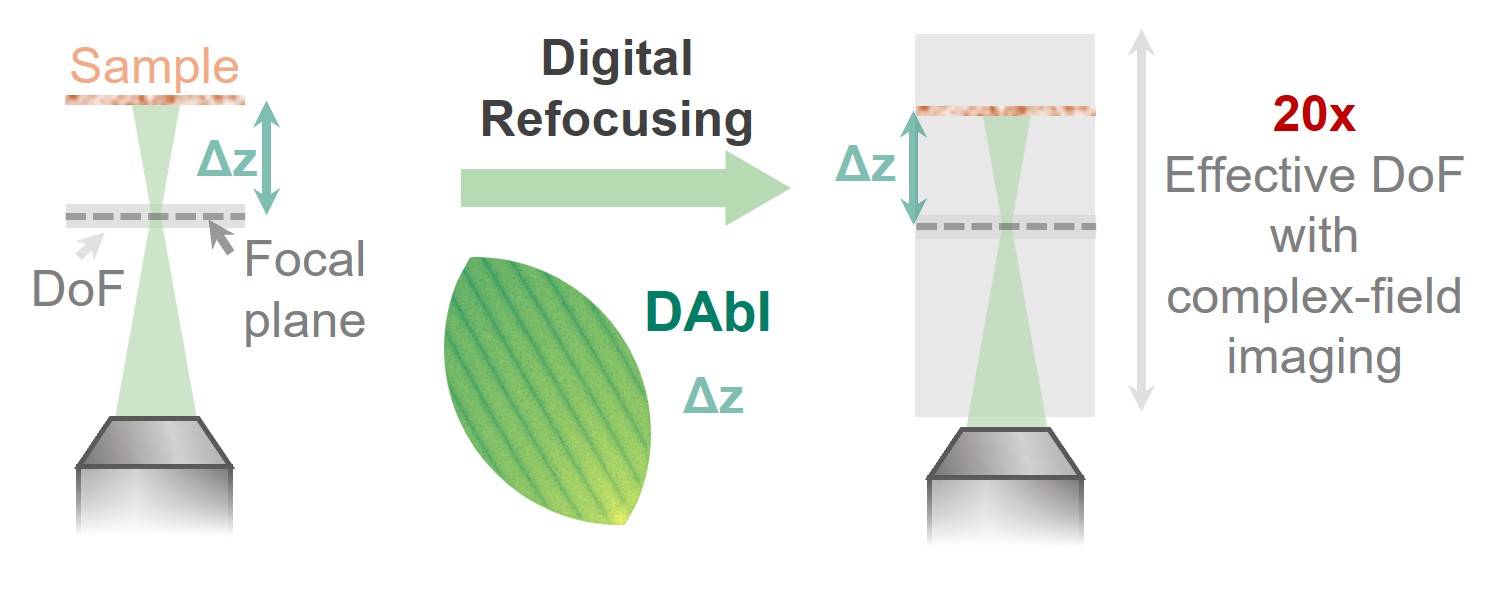 Sample
Δz
DoF
Focal
plane
Digital
Refocusing
DAbI
Δz
Δz
20x
Effective DoF
with
complex-field
imaging